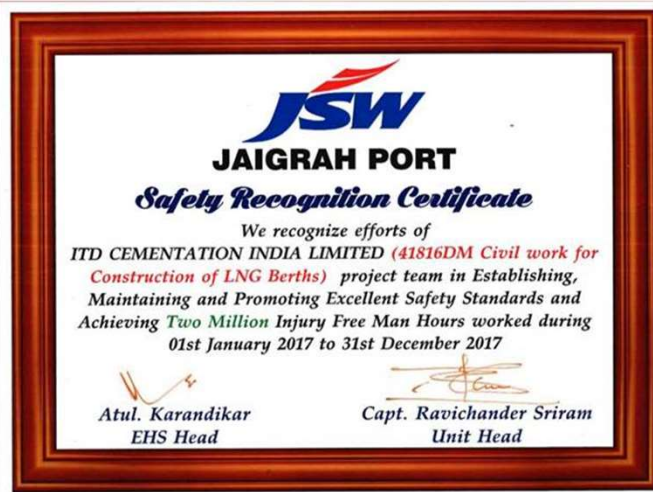 JSW
JAIGRAH PORT
Safety Recognition Certificate
We recognize efforts of
ITD CEMENTATION INDIA LIMITED (41816DM Civil work for
Construction of LNG Berths) project team in Establishing,
Maintaining and Promoting Excellent Safety Standards and
Achieving Two Million Injury Free Man Hours worked during
01st January 2017 to 31st December 2017
Atul. Karandikar
EHS Head
Capt. Ravichander Sriram
Unit Head